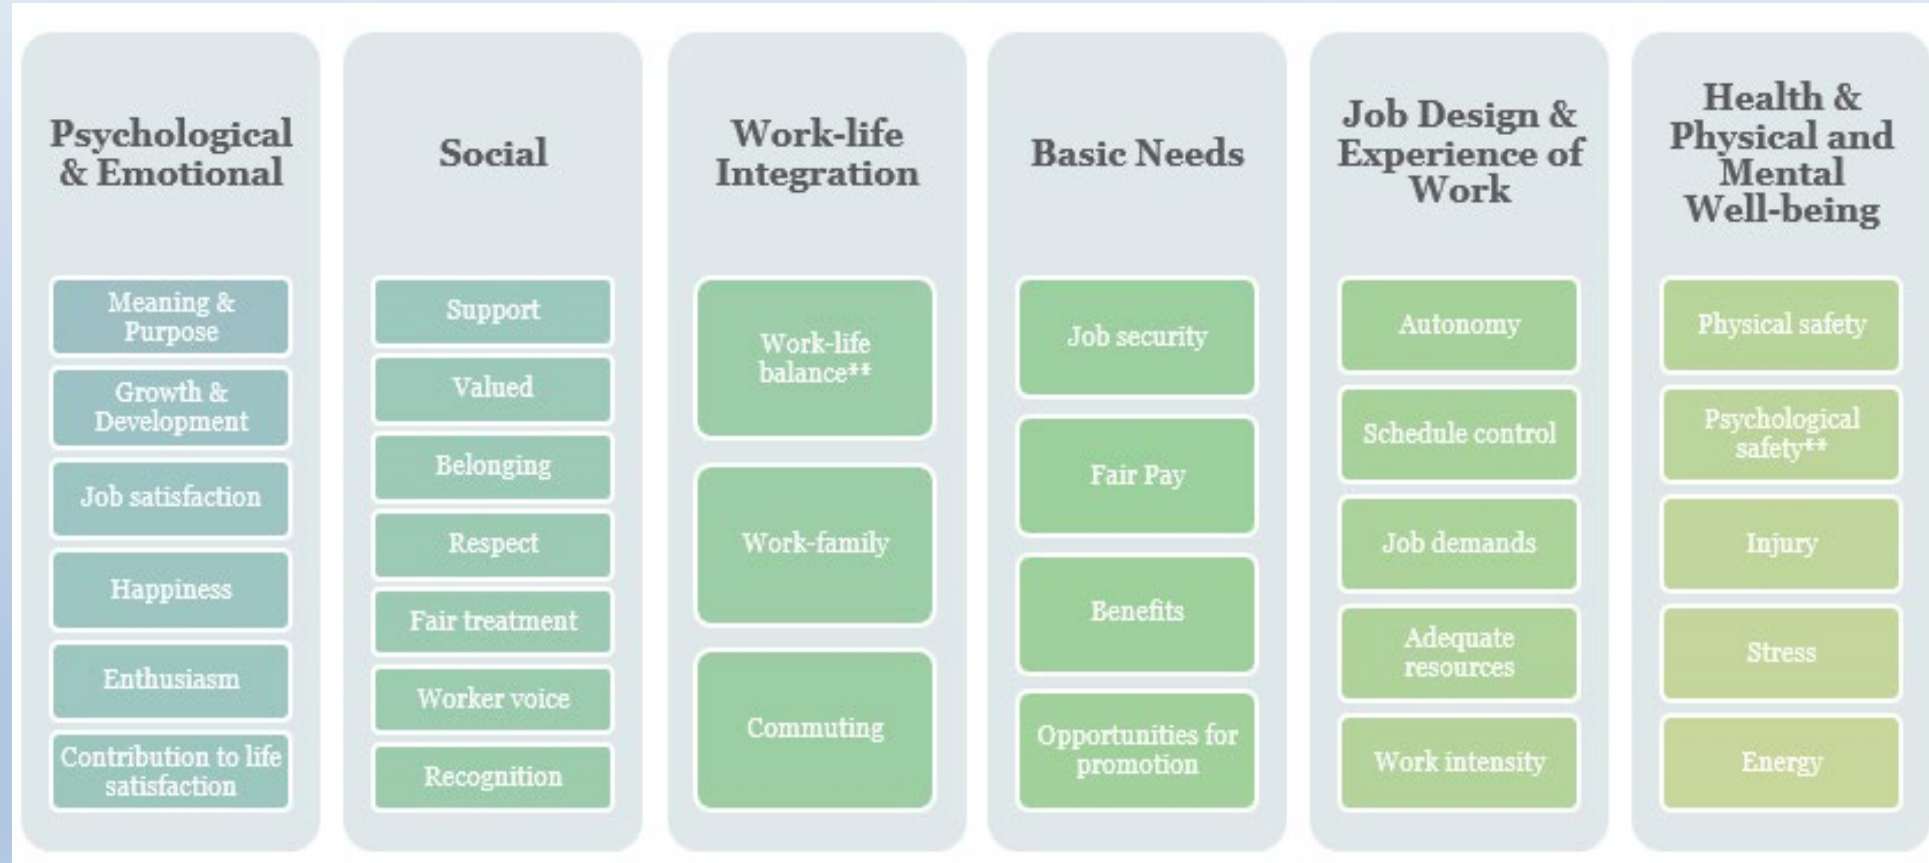 Psychological
& Emotional
Meaning &
Purpose
Growth &
Development
Job satisfaction
Happiness
Enthusiasm
Contribution to life
satisfaction
Social
Support
Valued
Belonging
Respect
Fair treatment
Worker voice
Recognition
Work-life
Integration
Work-life
balance**
Work-family
Commuting
Basic Needs
Job security
Fair Pay
Benefits
Opportunities for
promotion
Job Design &
Experience of
Work
Autonomy
Schedule control
Job demands
Adequate
resources
Work intensity
Health &
Physical and
Mental
Well-being
Physical safety
Psychological
safety**
Injury
Stress
Energy